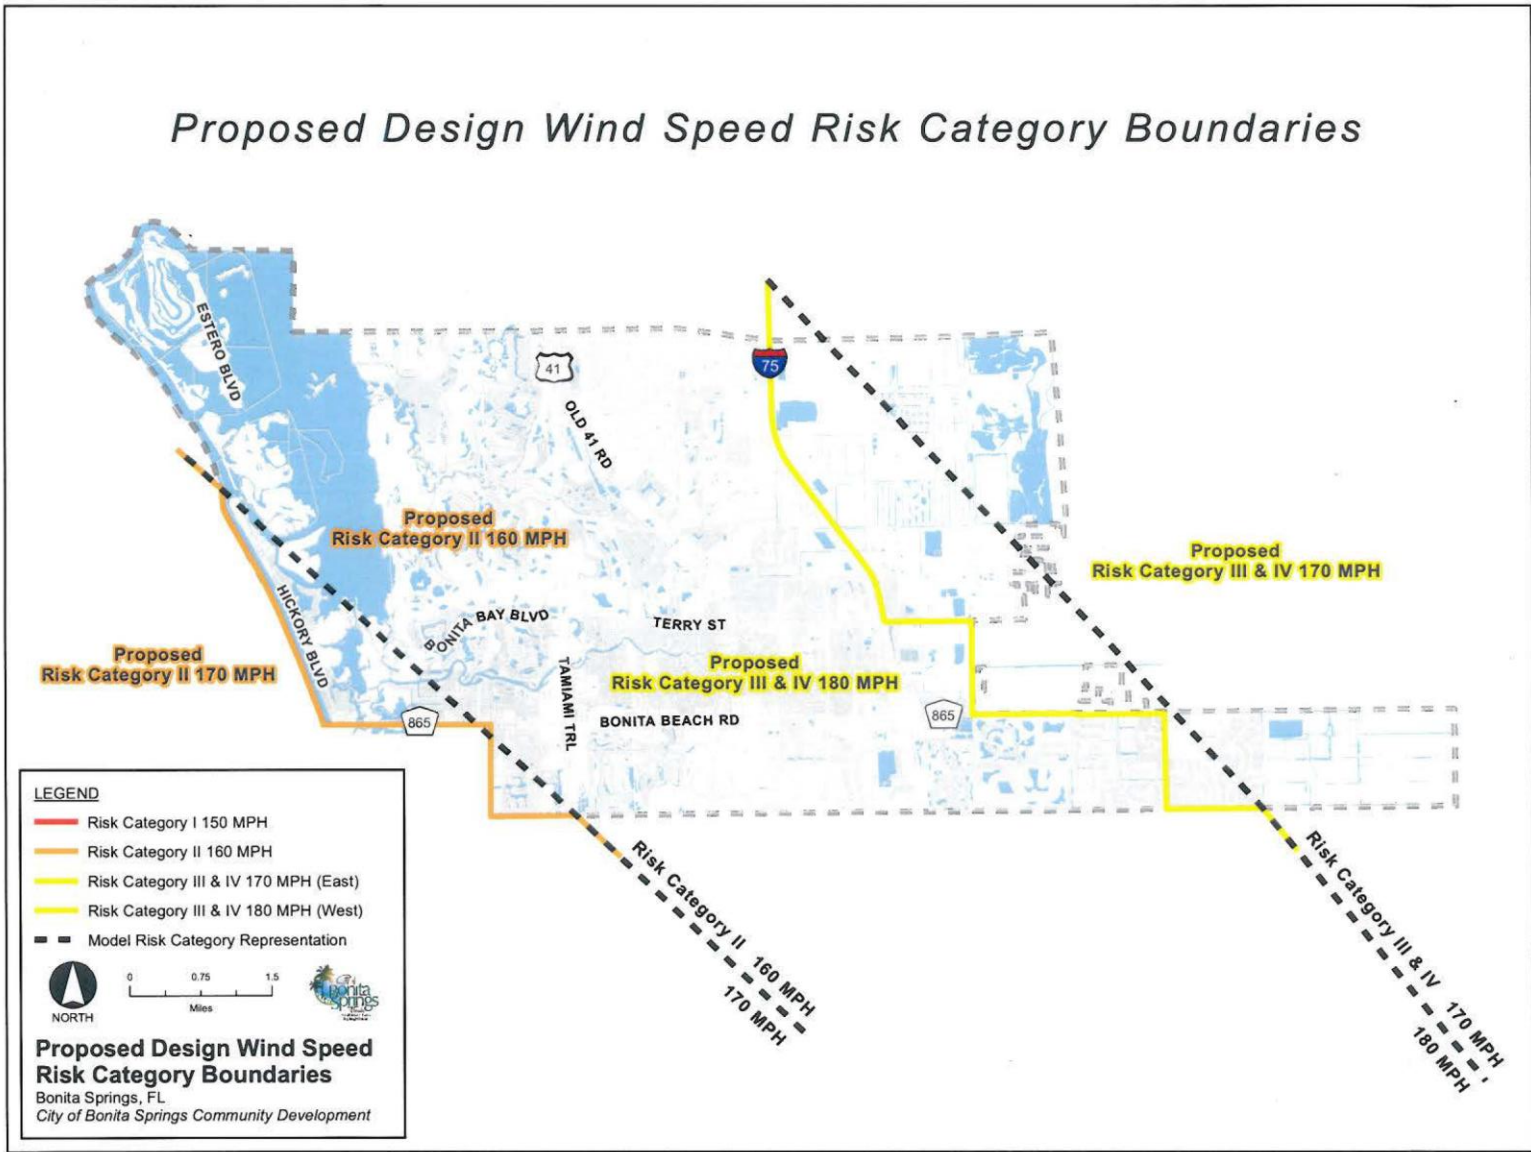 Proposed Design Wind Speed Risk Category Boundaries
ESTERO BLVD
41
75
OLD 41 RD
Proposed
Risk Category II 160 MPH
Proposed
Risk Category III & IV 170 MPH
HICKORY BLVD
BONITA BAY BLVD
TERRY ST
Proposed
Risk Category II 170 MPH
Proposed
Risk Category III & IV 180 MPH
TAMIAMI TRL
865
BONITA BEACH RD
865
Risk Category II 160 MPH
170 MPH
Risk Category III & IV 170 MPH
180 MPH
LEGEND
Risk Category I 150 MPH
Risk Category II 160 MPH
Risk Category III & IV 170 MPH (East)
Risk Category III & IV 180 MPH (West)
Model Risk Category Representation
NORTH
0 0.75 1.5
Miles
City of
Bonita
Springs
Proposed Design Wind Speed
Risk Category Boundaries
Bonita Springs, FL
City of Bonita Springs Community Development